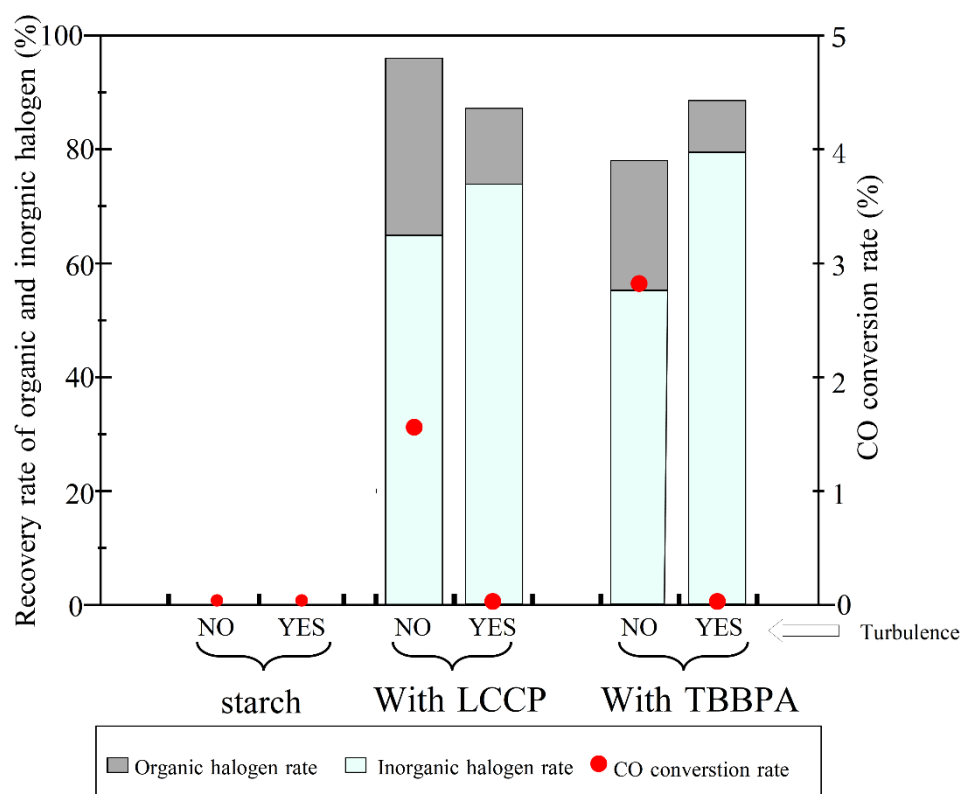 Recovery rate of organic and inorgnic halogen (%)
100
80
60
40
20
0
5
4
3
2
1
0
CO conversion rate (%)
NO YES NO YES NO YES Turbulence
starch With LCCP With TBBPA
Organic halogen rate Inorganic halogen rate CO converstion rate